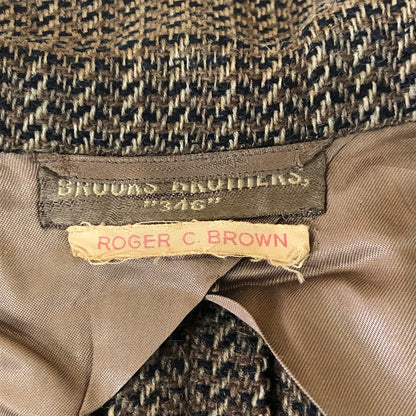 BROOKS BROTHERS,
"346"
ROGER C. BROWN